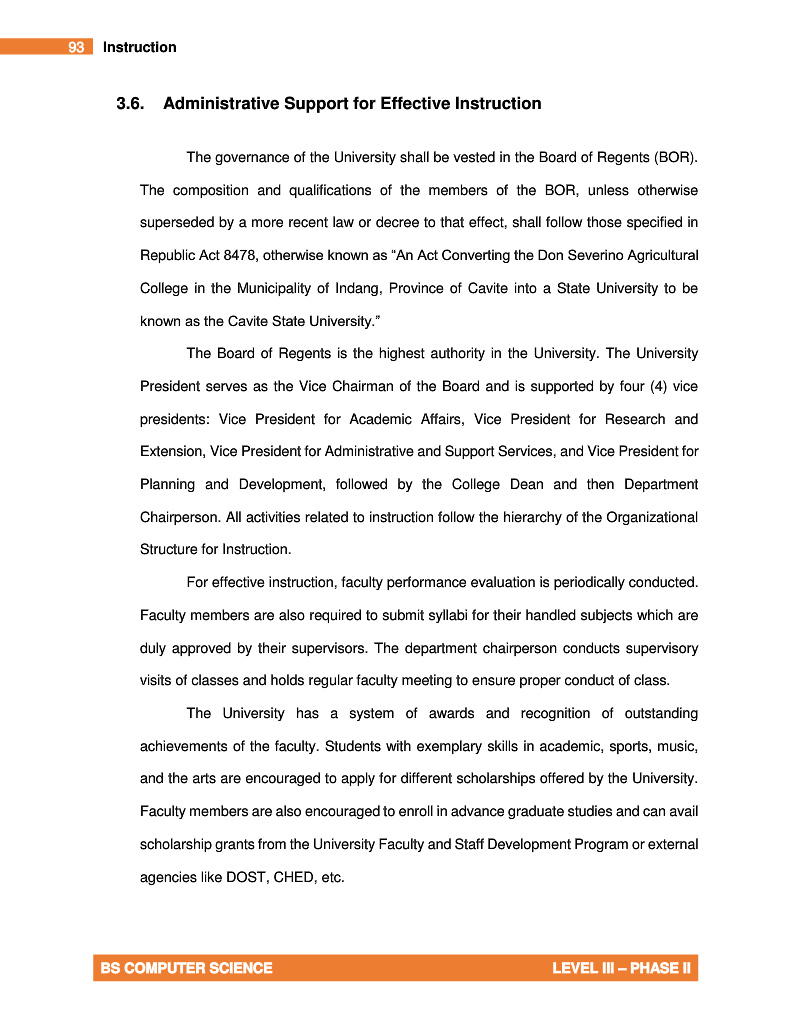 93 Instruction
3.6. Administrative Support for Effective Instruction
The governance of the University shall be vested in the Board of Regents (BOR).
The composition and qualifications of the members of the BOR, unless otherwise
superseded by a more recent law or decree to that effect, shall follow those specified in
Republic Act 8478, otherwise known as “An Act Converting the Don Severino Agricultural
College in the Municipality of Indang, Province of Cavite into a State University to be
known as the Cavite State University.”
The Board of Regents is the highest authority in the University. The University
President serves as the Vice Chairman of the Board and is supported by four (4) vice
presidents: Vice President for Academic Affairs, Vice President for Research and
Extension, Vice President for Administrative and Support Services, and Vice President for
Planning and Development, followed by the College Dean and then Department
Chairperson. All activities related to instruction follow the hierarchy of the Organizational
Structure for Instruction.
For effective instruction, faculty performance evaluation is periodically conducted.
Faculty members are also required to submit syllabi for their handled subjects which are
duly approved by their supervisors. The department chairperson conducts supervisory
visits of classes and holds regular faculty meeting to ensure proper conduct of class.
The University has a system of awards and recognition of outstanding
achievements of the faculty. Students with exemplary skills in academic, sports, music,
and the arts are encouraged to apply for different scholarships offered by the University.
Faculty members are also encouraged to enroll in advance graduate studies and can avail
scholarship grants from the University Faculty and Staff Development Program or external
agencies like DOST, CHED, etc.
BS COMPUTER SCIENCE LEVEL III – PHASE II